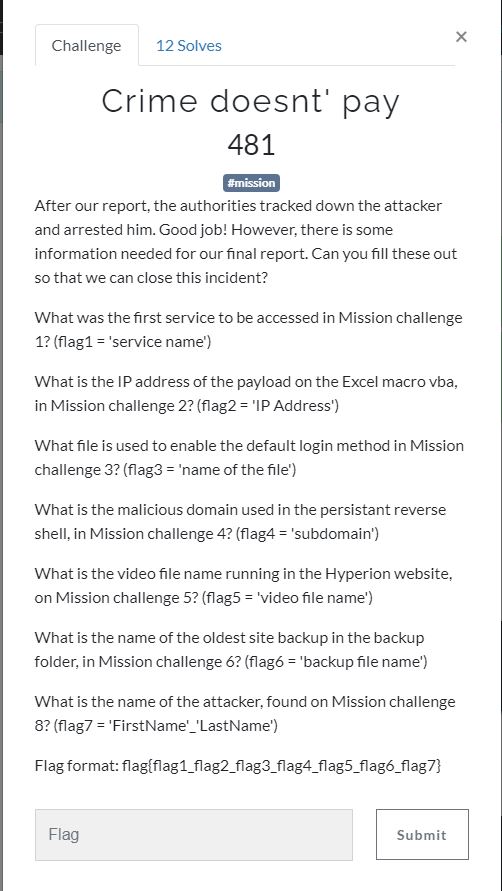 Challenge
12 Solves
×
Crime doesnt' pay
481
#mission
After our report, the authorities tracked down the attacker
and arrested him. Good job! However, there is some
information needed for our final report. Can you fill these out
so that we can close this incident?
What was the first service to be accessed in Mission challenge
1? (flag1 = 'service name')
What is the IP address of the payload on the Excel macro vba,
in Mission challenge 2? (flag2 = 'IP Address')
What file is used to enable the default login method in Mission
challenge 3? (flag3 = 'name of the file')
What is the malicious domain used in the persistant reverse
shell, in Mission challenge 4? (flag4 = 'subdomain')
What is the video file name running in the Hyperion website,
on Mission challenge 5? (flag5 = 'video file name')
What is the name of the oldest site backup in the backup
folder, in Mission challenge 6? (flag6 = 'backup file name')
What is the name of the attacker, found on Mission challenge
8? (flag7 = 'FirstName'_'LastName')
Flag format: flag{flag1_flag2_flag3_flag4_flag5_flag6_flag7}
Flag
Submit